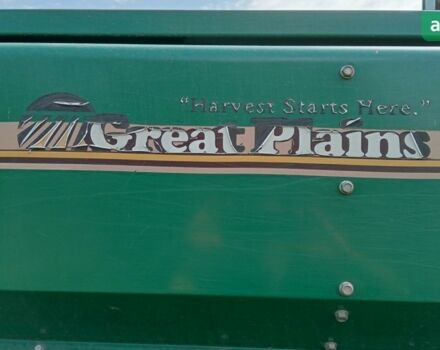 "Harvest Starts Here."
Great Plains